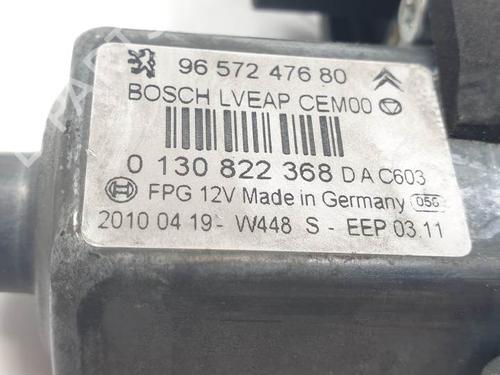 96 572 476 80
BOSCH LVEAP CEM00
0 130 822 368 D A C603
FPG 12V Made in Germany 056
2010 04 19- W448 S - EEP 03.11